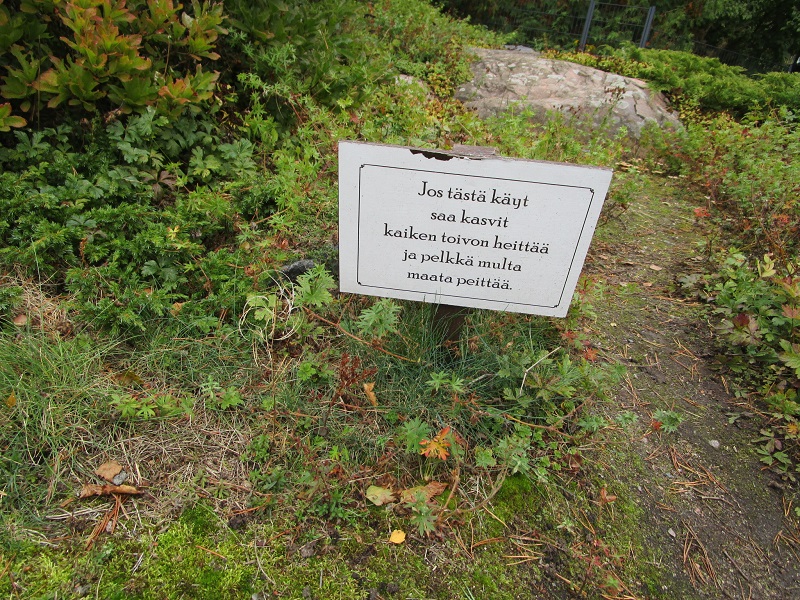 Jos tästä käyt
saa kasvit
kaiken toivon heittää
ja pelkkä multa
maata peittää.